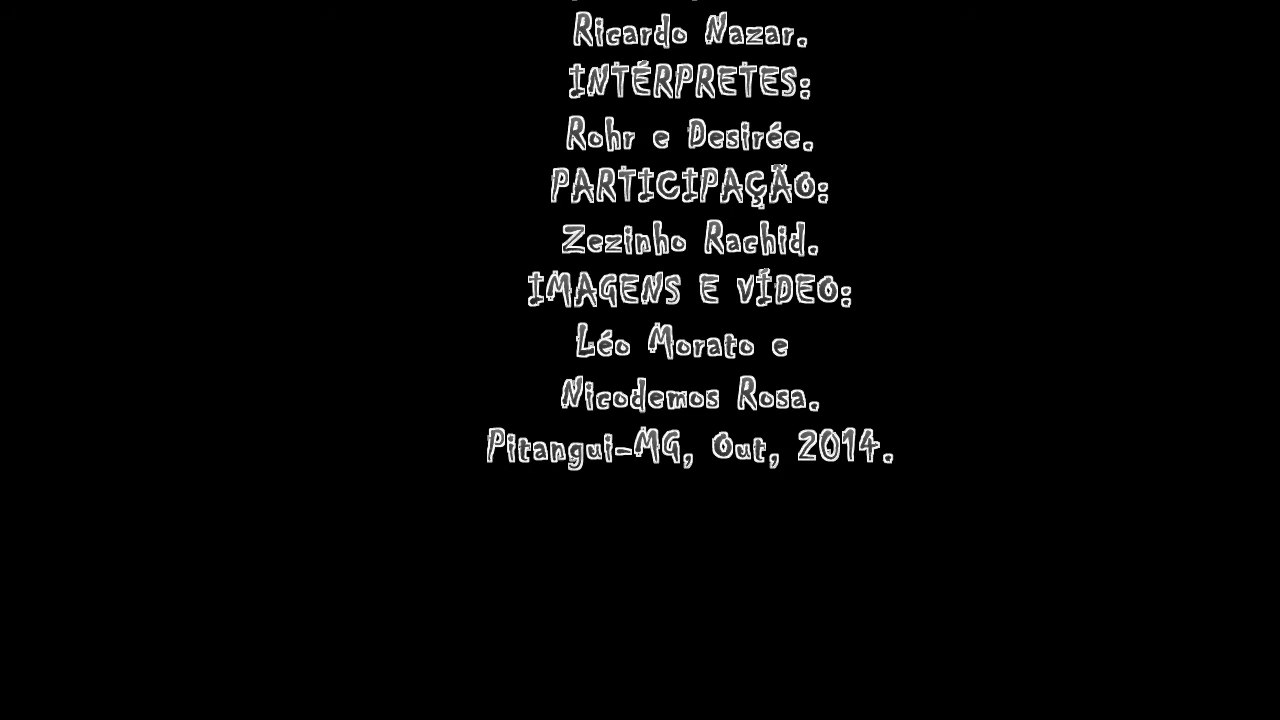 Ricardo Nazar.
INTÉRPRETES:
Rohr e Desirée.
PARTICIPAÇÃO:
Zezinho Rachid.
IMAGENS E VÍDEO:
Léo Morato e
Nicodemos Rosa.
Pitangui-MG, Out, 2014.